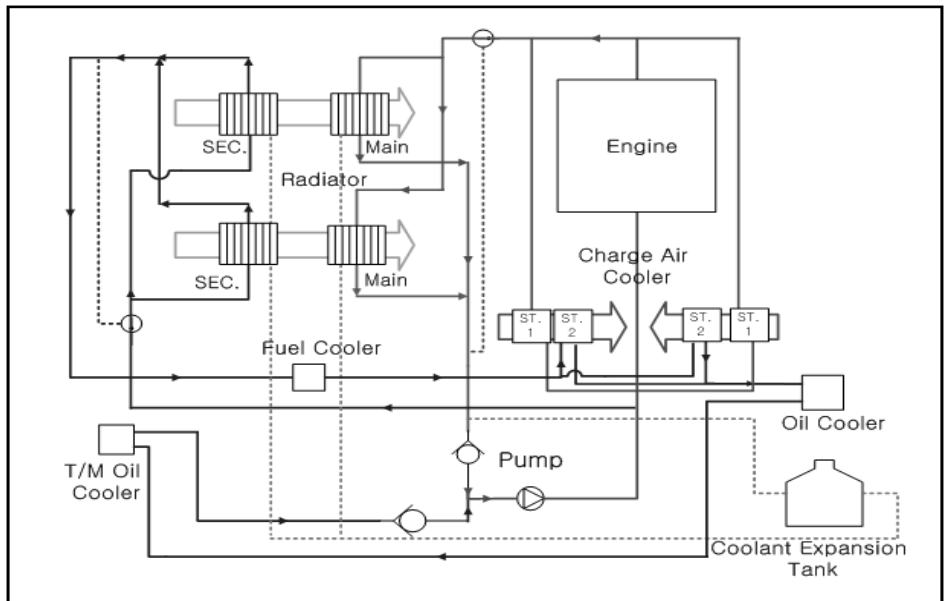 Engine
SEC.
Main
Radiator
Charge Air
Cooler
SEC.
Main
ST.
1
ST.
2
ST.
2
ST.
1
Fuel Cooler
Oil Cooler
T/M Oil
Cooler
Pump
Coolant Expansion
Tank